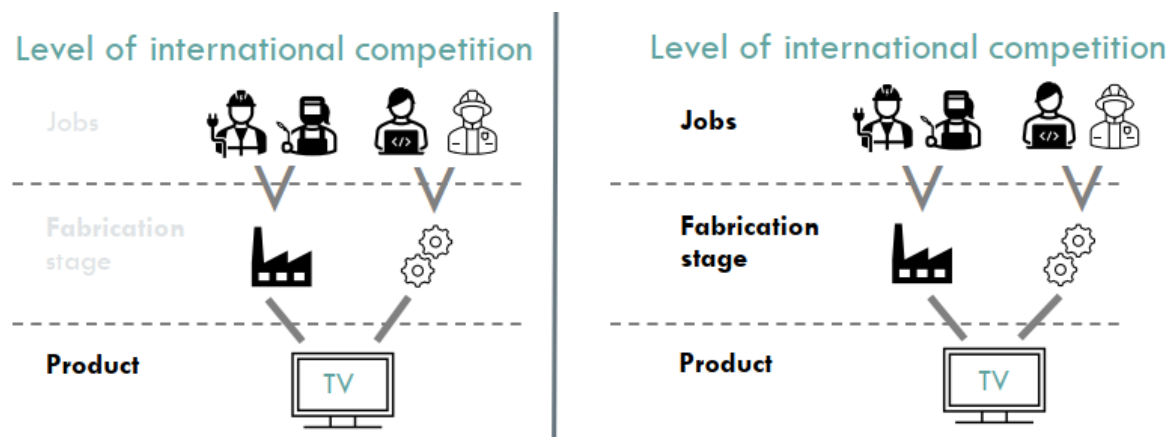 Level of international competition
Jobs
</>
Fabrication
stage
Product
TV
Level of international competition
Jobs
</>
Fabrication
stage
Product
TV